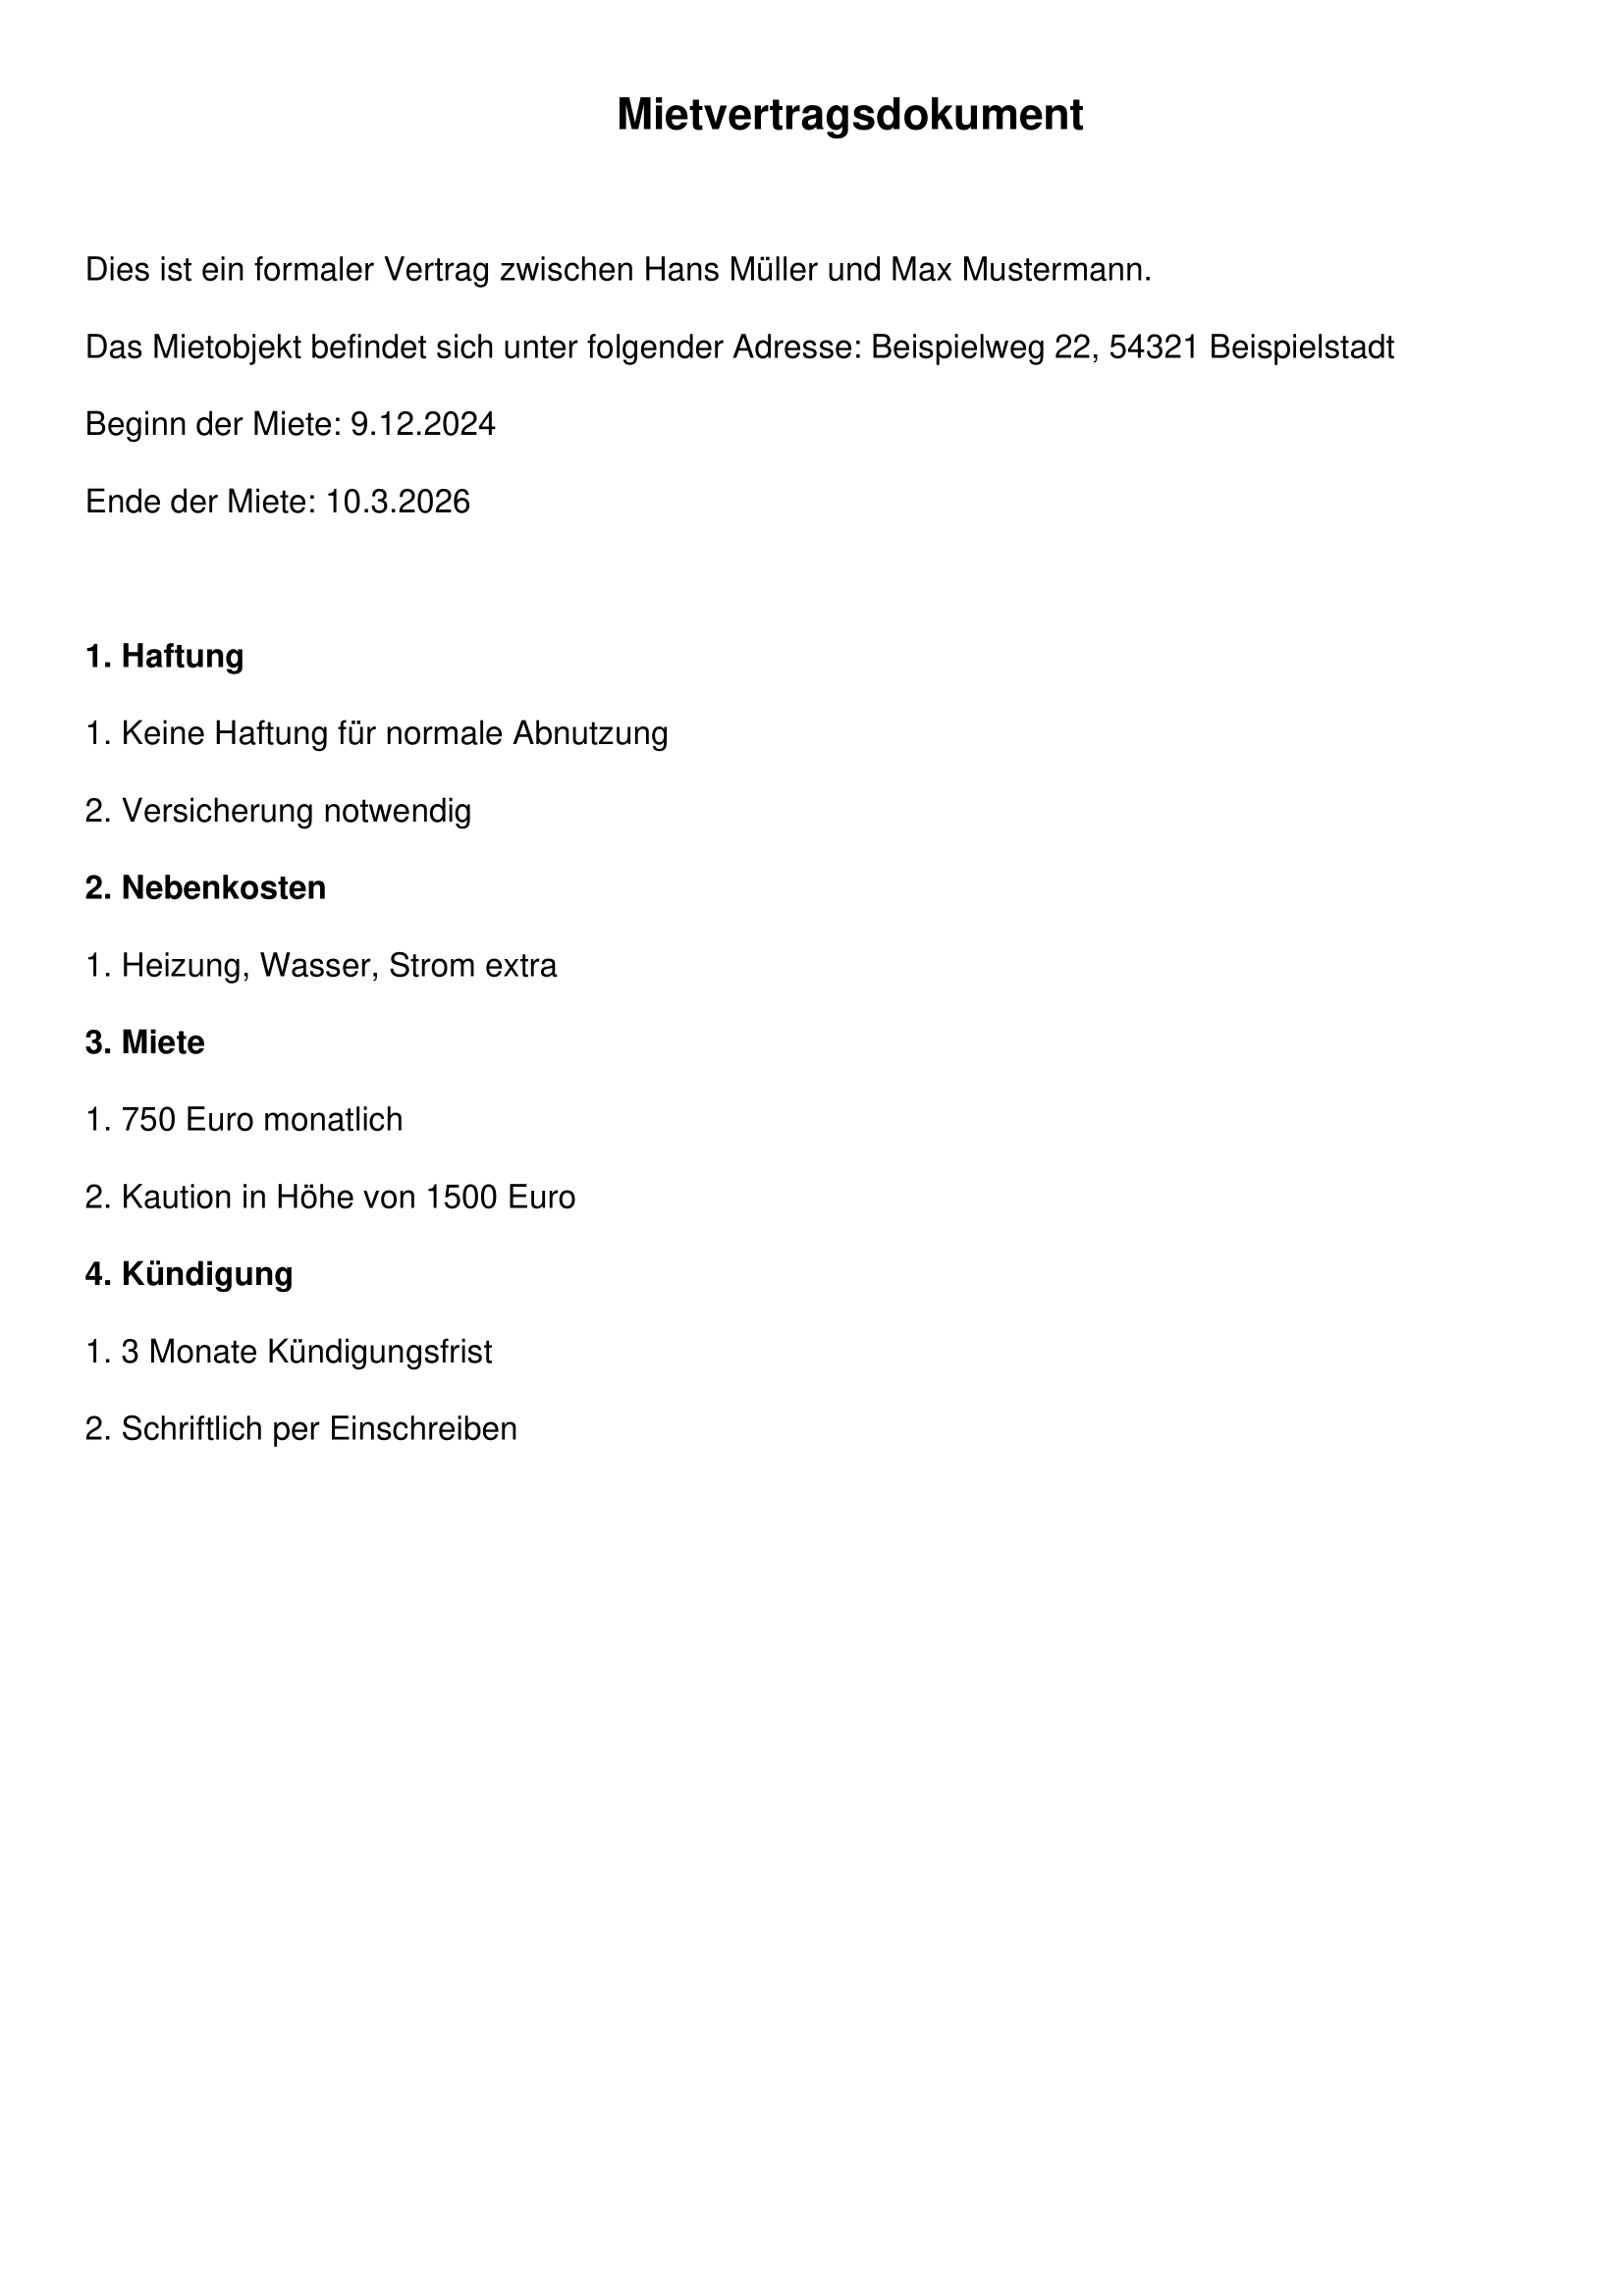 Mietvertragsdokument
Dies ist ein formaler Vertrag zwischen Hans Müller und Max Mustermann.
Das Mietobjekt befindet sich unter folgender Adresse: Beispielweg 22, 54321 Beispielstadt
Beginn der Miete: 9.12.2024
Ende der Miete: 10.3.2026
1. Haftung
1. Keine Haftung für normale Abnutzung
2. Versicherung notwendig
2. Nebenkosten
1. Heizung, Wasser, Strom extra
3. Miete
1. 750 Euro monatlich
2. Kaution in Höhe von 1500 Euro
4. Kündigung
1. 3 Monate Kündigungsfrist
2. Schriftlich per Einschreiben